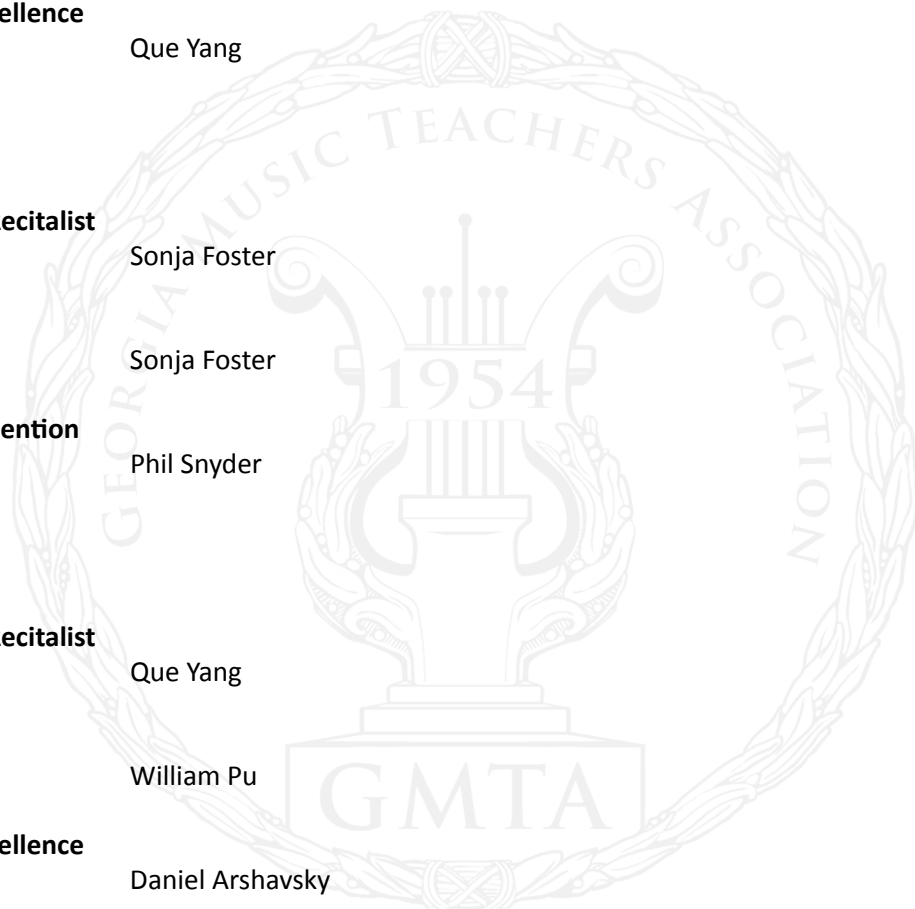 ellence
Que Yang
ecitalist
Sonja Foster
Sonja Foster
ention
Phil Snyder
ecitalist
Que Yang
William Pu
ellence
Daniel Arshavsky
GEORGIA MUSIC TEACHERS ASSOCIATION
1954
GMTA